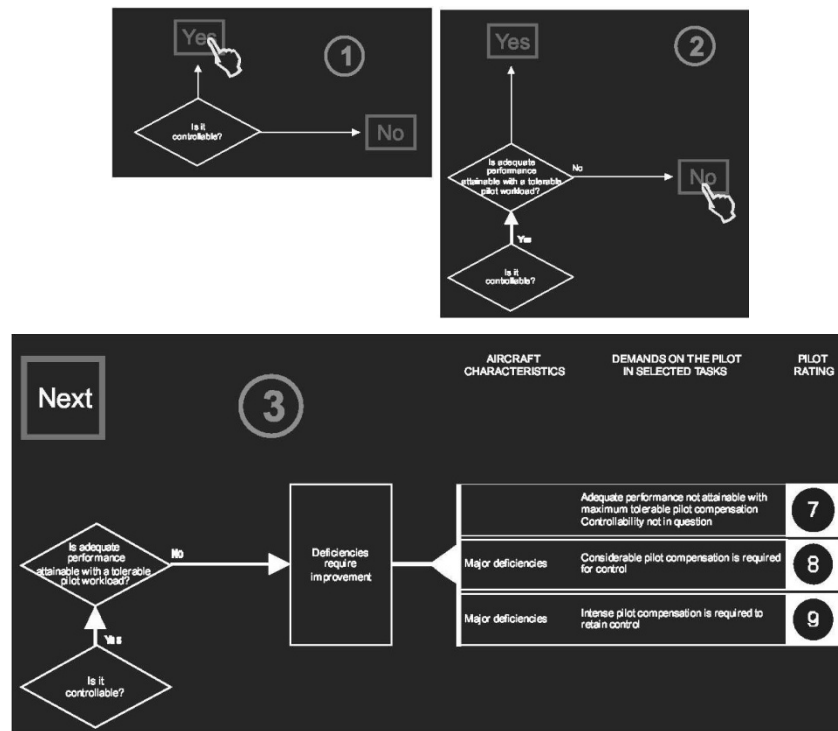 Yes
1
Is it
controllable?
No
Yes
2
Is adequate
performance
attainable with a tolerable
pilot workload?
No
No
Yes
Is it
controllable?
Next
3
AIRCRAFT
CHARACTERISTICS
DEMANDS ON THE PILOT
IN SELECTED TASKS
PILOT
RATING
Is adequate
performance
attainable with a tolerable
pilot workload?
No
Yes
Is it
controllable?
Deficiencies
require
improvement
Adequate performance not attainable with
maximum tolerable pilot compensation
Controllability not in question
7
Major deficiencies
Considerable pilot compensation is required
for control
8
Major deficiencies
Intense pilot compensation is required to
retain control
9